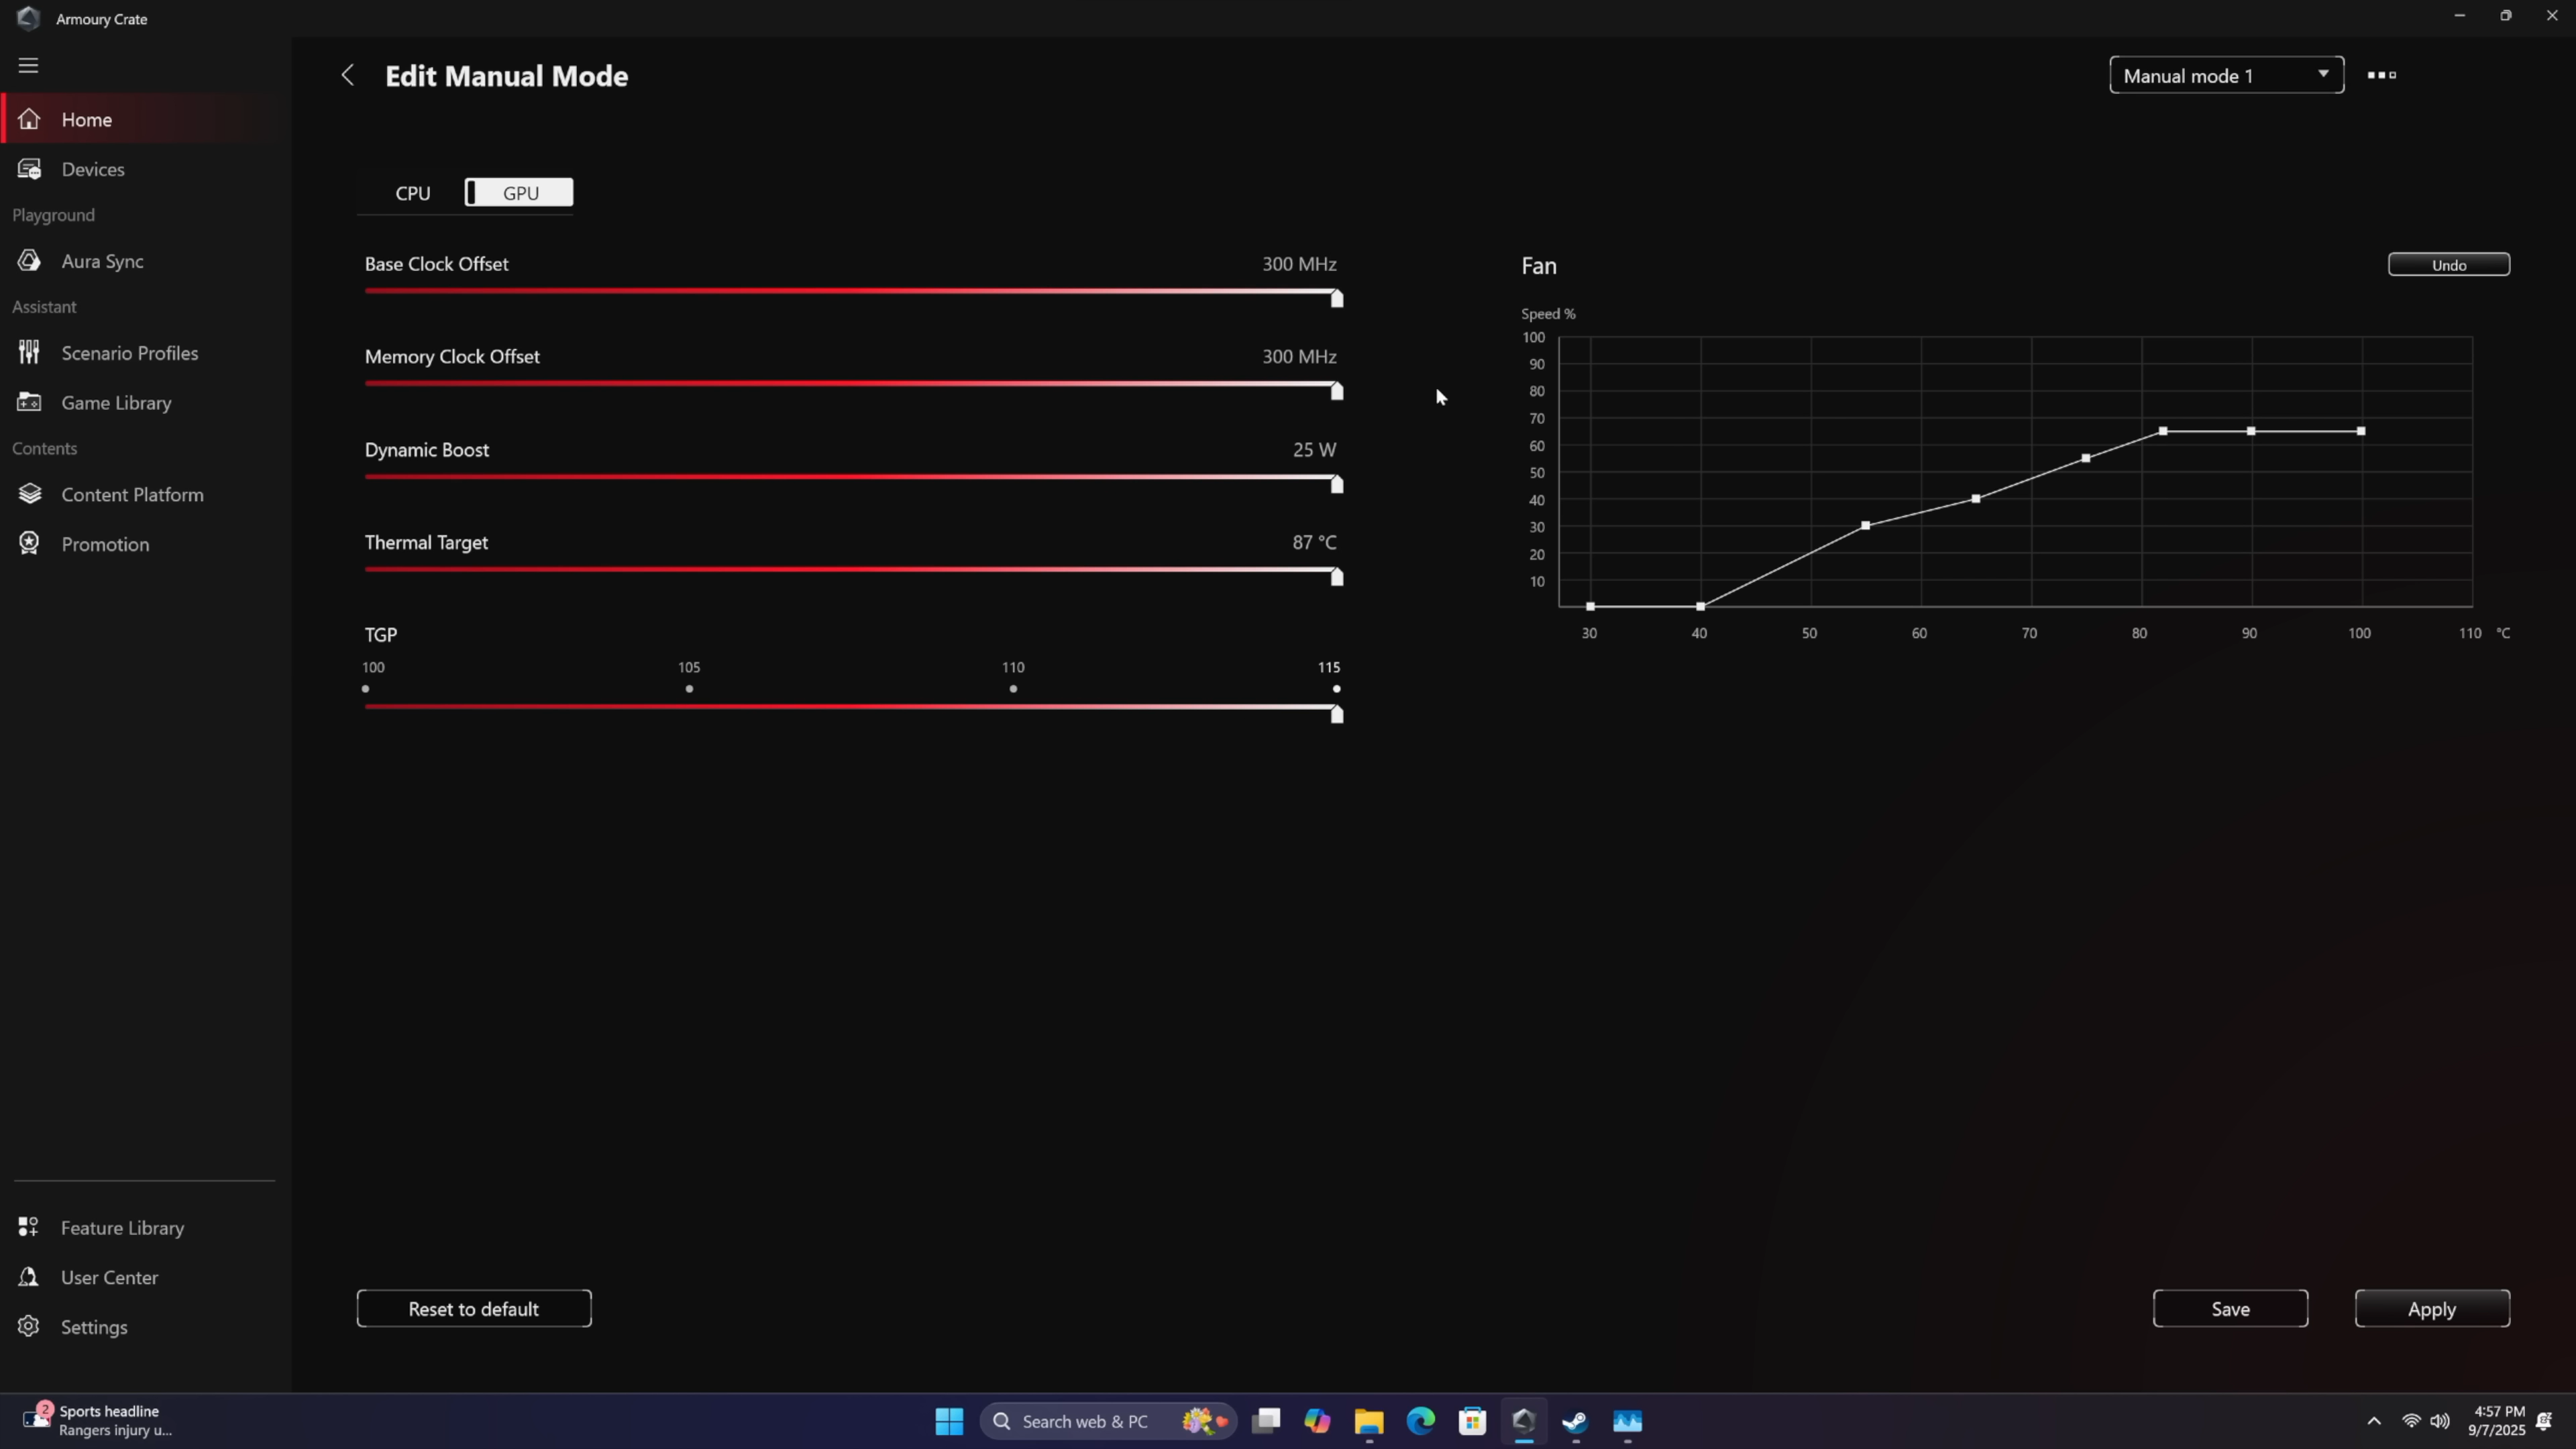 Armoury Crate
Edit Manual Mode
Manual mode 1
Home
Devices
Playground
Aura Sync
Assistant
Scenario Profiles
Game Library
Contents
Content Platform
Promotion
CPU
GPU
Base Clock Offset 300 MHz
Memory Clock Offset 300 MHz
Dynamic Boost 25 W
Thermal Target 87 °C
TGP
100 105 110 115
Fan
Undo
Speed %
100
90
80
70
60
50
40
30
20
10
30 40 50 60 70 80 90 100 110 °C
Feature Library
User Center
Settings
Reset to default
Save
Apply
2
Sports headline
Rangers injury u...
Search web & PC
4:57 PM
9/7/2025